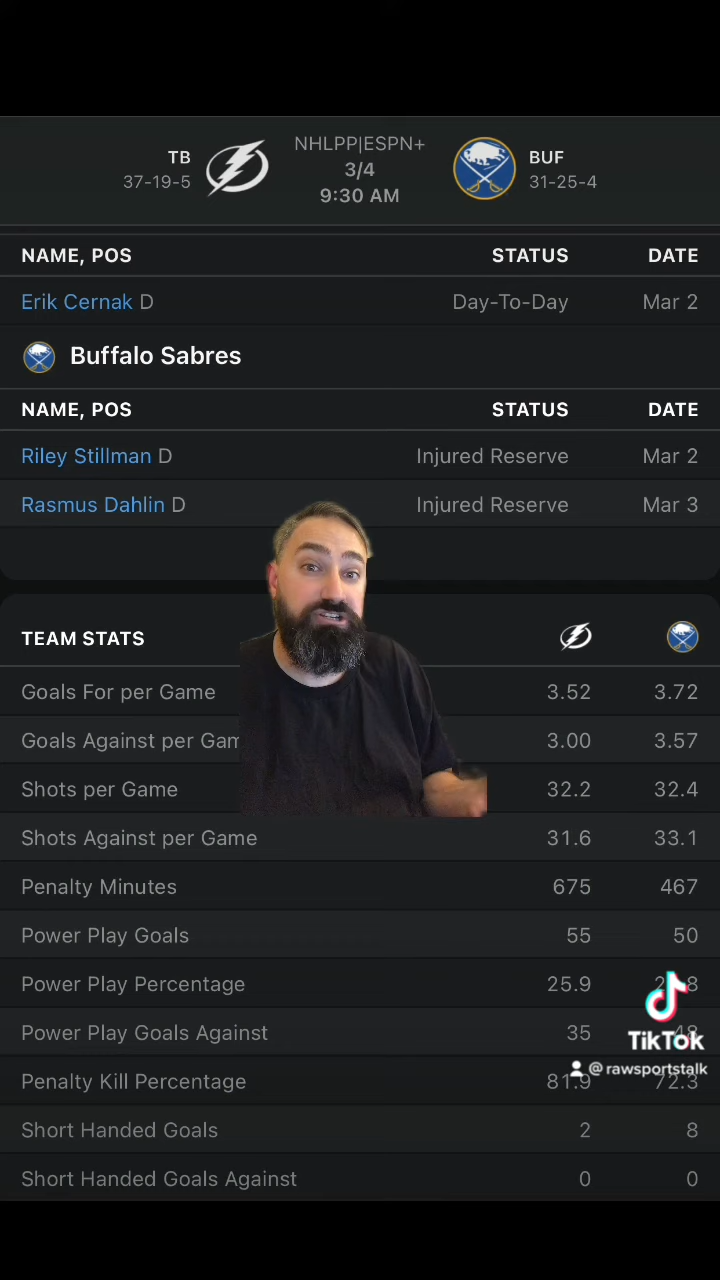 TB
37-19-5
NHLPP|ESPN+
3/4
9:30 AM
BUF
31-25-4
NAME, POS STATUS DATE
Erik Cernak D Day-To-Day Mar 2
Buffalo Sabres
NAME, POS STATUS DATE
Riley Stillman D Injured Reserve Mar 2
Rasmus Dahlin D Injured Reserve Mar 3
TEAM STATS
Goals For per Game 3.52 3.72
Goals Against per Gam 3.00 3.57
Shots per Game 32.2 32.4
Shots Against per Game 31.6 33.1
Penalty Minutes 675 467
Power Play Goals 55 50
Power Play Percentage 25.9
Power Play Goals Against 35 48
TikTok
@rawsportstalk
Penalty Kill Percentage 81.9 72.3
Short Handed Goals 2 8
Short Handed Goals Against 0 0